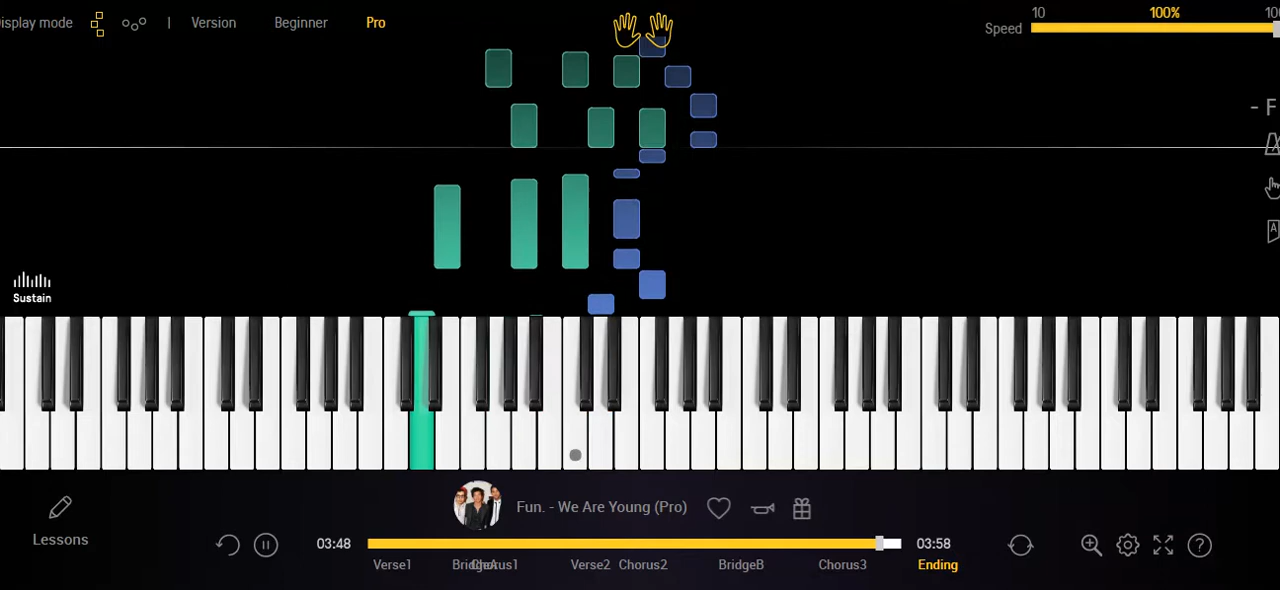 isplay mode | Version Beginner Pro
10 100% 10
Speed
- F
A
Sustain
Fun. - We Are Young (Pro)
Lessons
03:48 03:58
Verse1 Verse2 Chorus2 BridgeB Chorus3 Ending
?